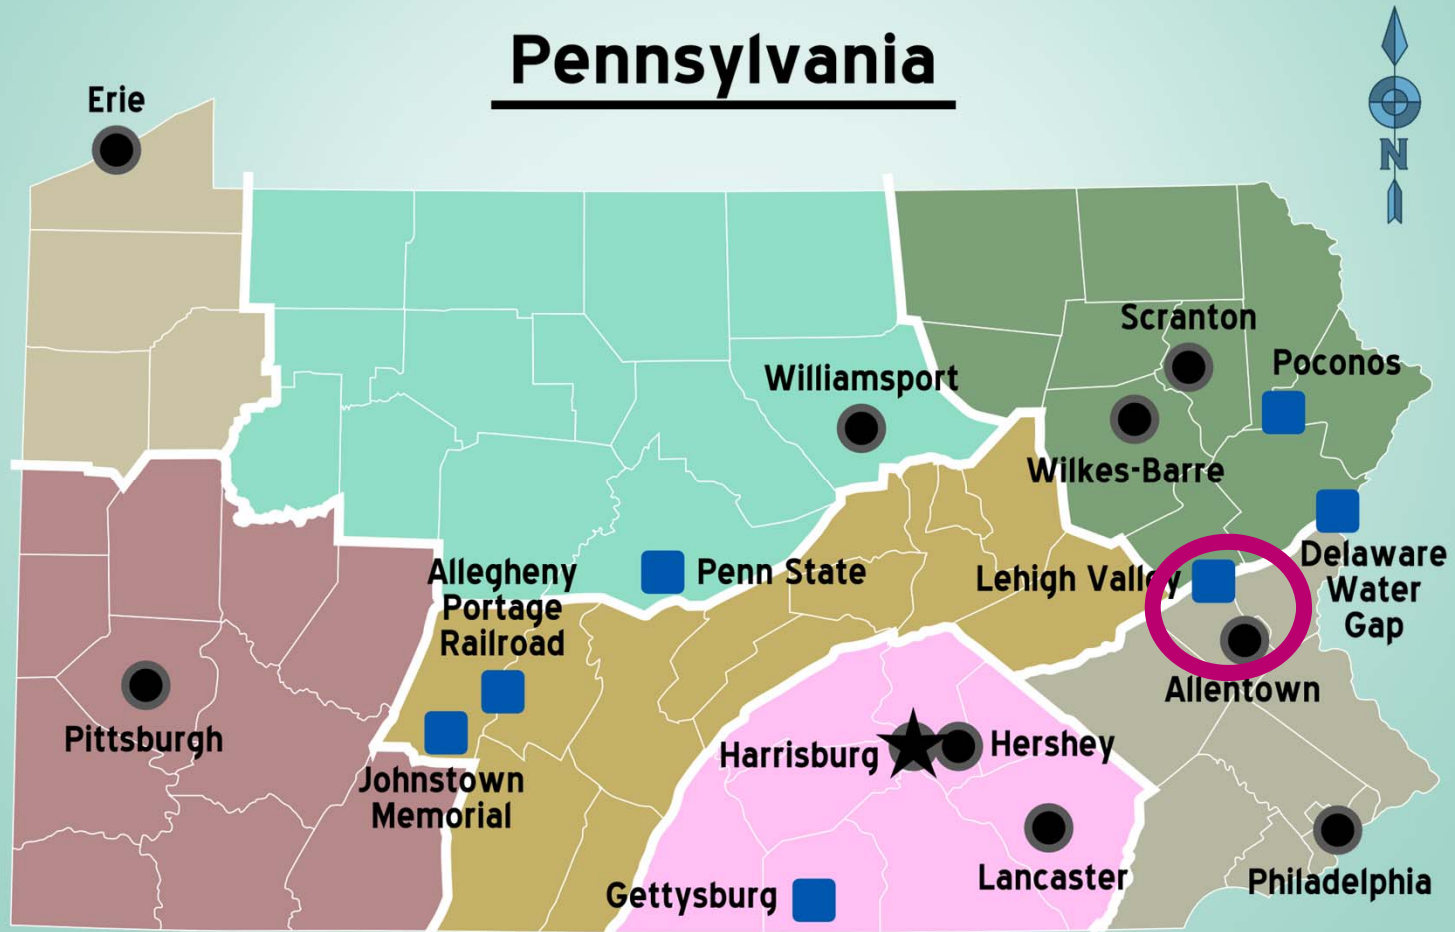 Pennsylvania
Erie
N
Scranton
Poconos
Williamsport
Wilkes-Barre
Delaware
Water
Gap
Allegheny
Portage
Railroad
Penn State
Lehigh Valley
Allentown
Pittsburgh
Harrisburg
Hershey
Johnstown
Memorial
Lancaster
Philadelphia
Gettysburg